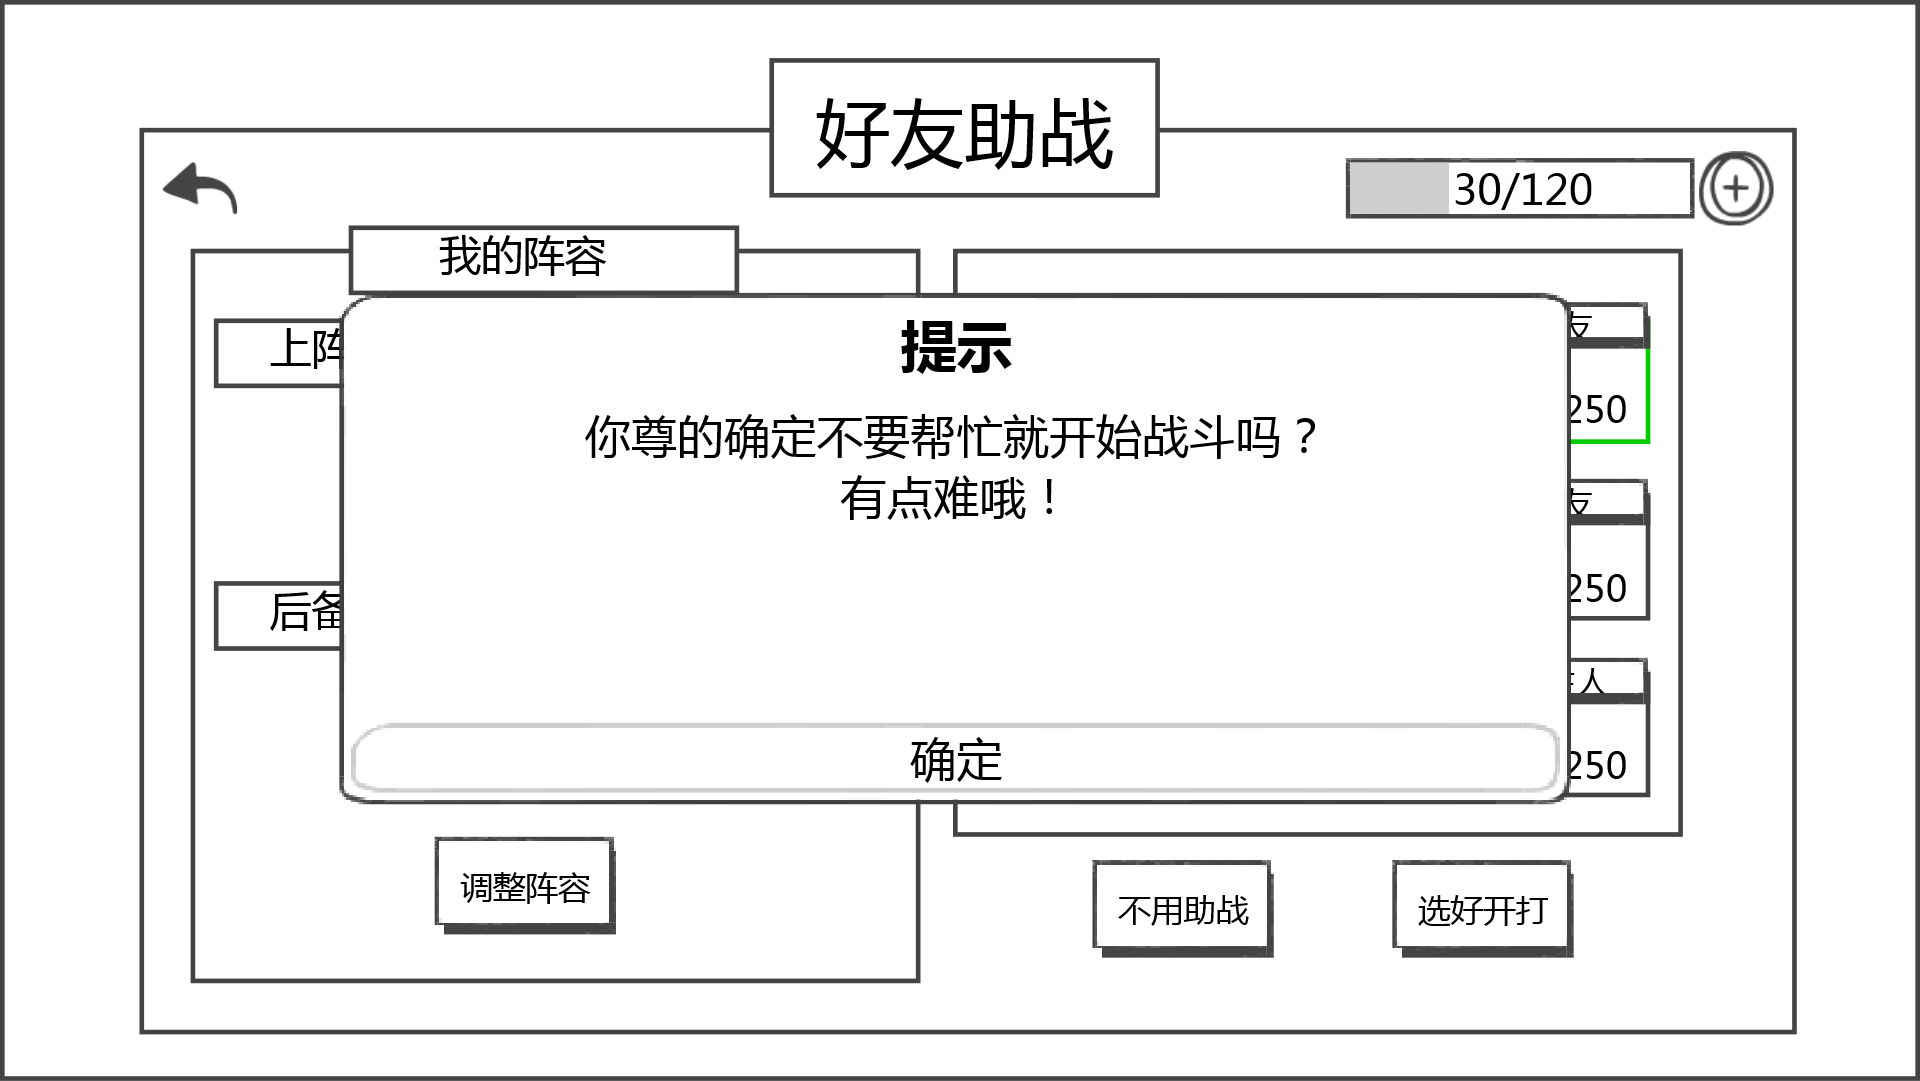 好友助战
30/120
我的阵容
上阵
提示
友
250
你尊的确定不要帮忙就开始战斗吗？
有点难哦！
友
250
后备
人
确定
250
调整阵容
不用助战
选好开打